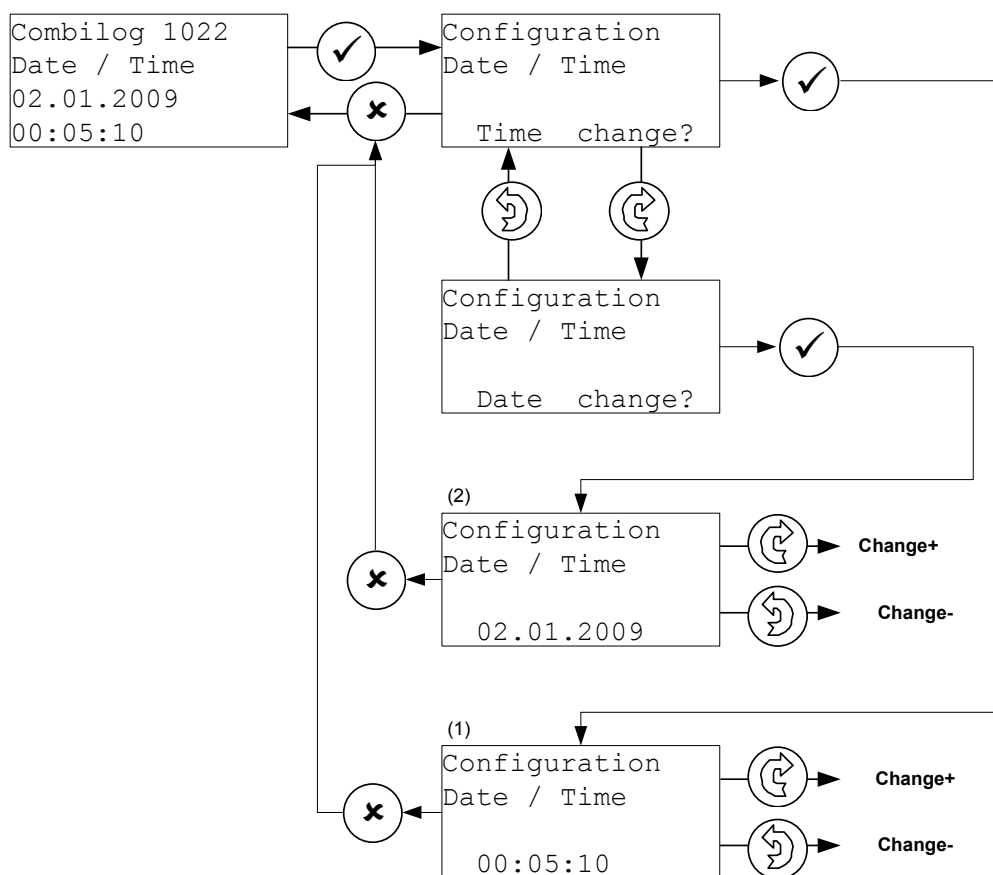 Combilog 1022
Date / Time
02.01.2009
00:05:10
Configuration
Date / Time
Time change?
Configuration
Date / Time
Date change?
(2)
Configuration
Date / Time
02.01.2009
Change+
Change-
(1)
Configuration
Date / Time
00:05:10
Change+
Change-